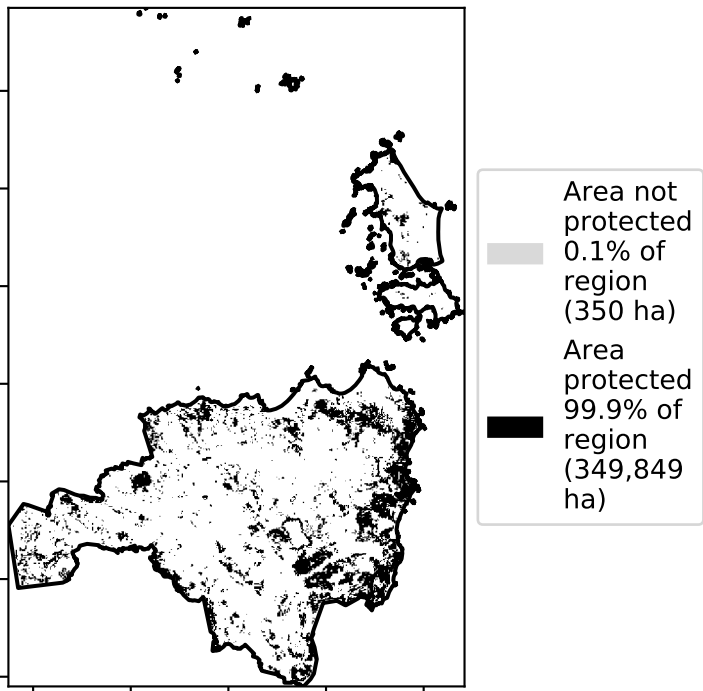 Area not
protected
0.1% of
region
(350 ha)
Area
protected
99.9% of
region
(349,849
ha)